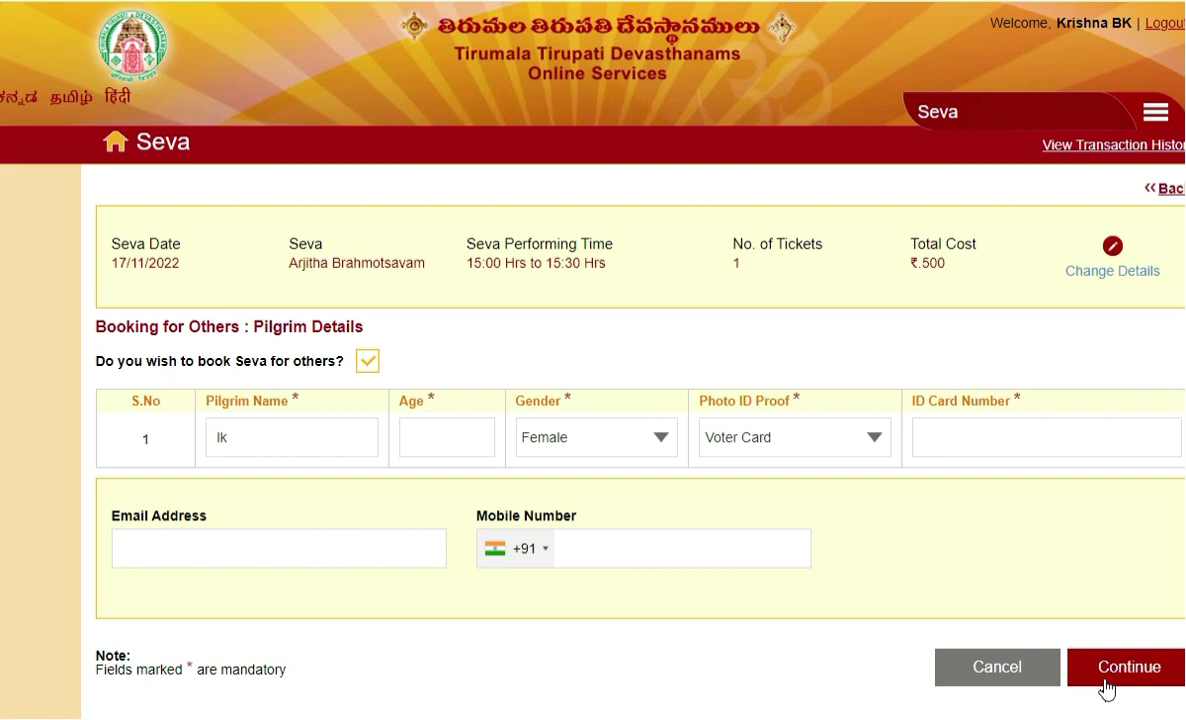 తిరుమల తిరుపతి దేవస్థానములు
Tirumala Tirupati Devasthanams
Online Services
Welcome, Krishna BK | Logout
ಕನ್ನಡ தமிழ் हिंदी
Seva
Seva
View Transaction Histo
<< Bac
Seva Date Seva Seva Performing Time No. of Tickets Total Cost
17/11/2022 Arjitha Brahmotsavam 15:00 Hrs to 15:30 Hrs 1 ₹.500
Change Details
Booking for Others : Pilgrim Details
Do you wish to book Seva for others?
S.No Pilgrim Name * Age * Gender * Photo ID Proof * ID Card Number *
1 lk Female Voter Card
Email Address Mobile Number
+91
Note:
Fields marked * are mandatory
Cancel Continue